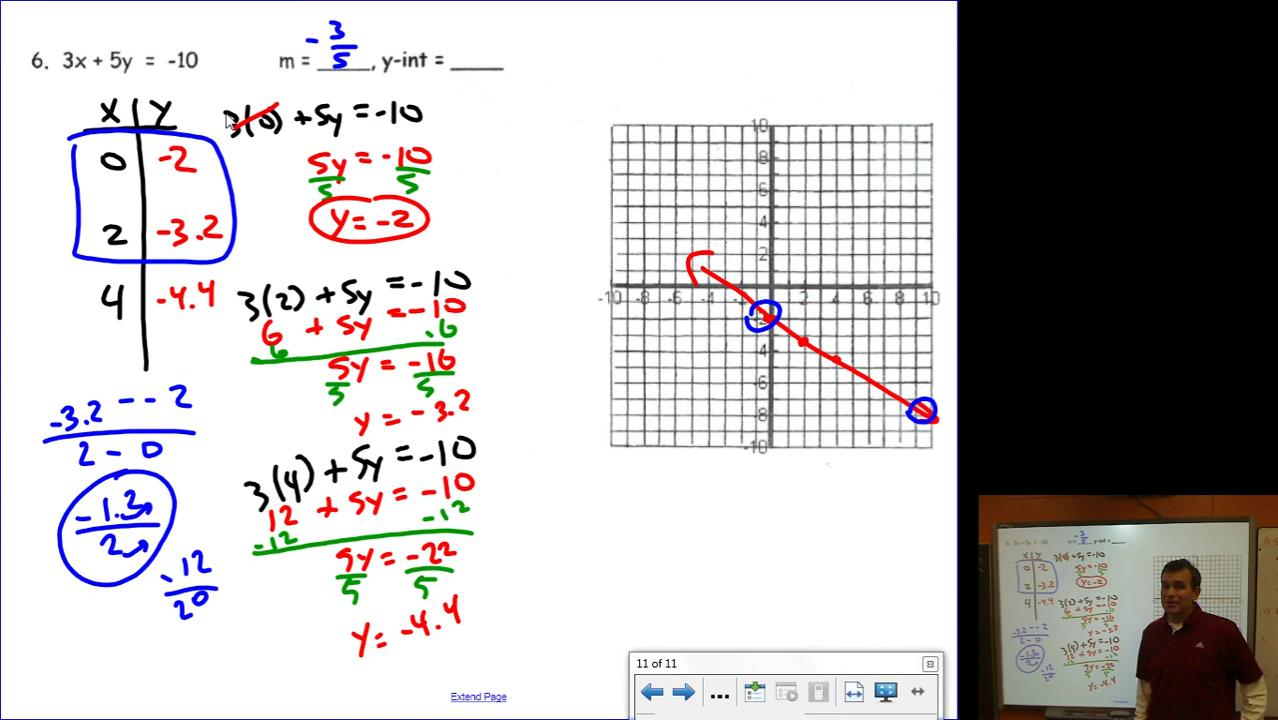 6. 3x + 5y = -10
m = -3/5, y-int = ____
X | Y
0 | -2
2 | -3.2
4 | -4.4
3(0) + 5y = -10
5y/5 = -10/5
y = -2
3(2) + 5y = -10
6 + 5y = -10
-6 -6
5y/5 = -16/5
y = -3.2
3(4) + 5y = -10
12 + 5y = -10
-12 -12
5y/5 = -22/5
y = -4.4
-3.2 - -2
2 - 0
-1.2
2
-12
20
10
8
6
4
2
-10 -8 -6 -4 -2 2 4 6 8 10
-2
4
-6
-8
-10
11 of 11
Extend Page